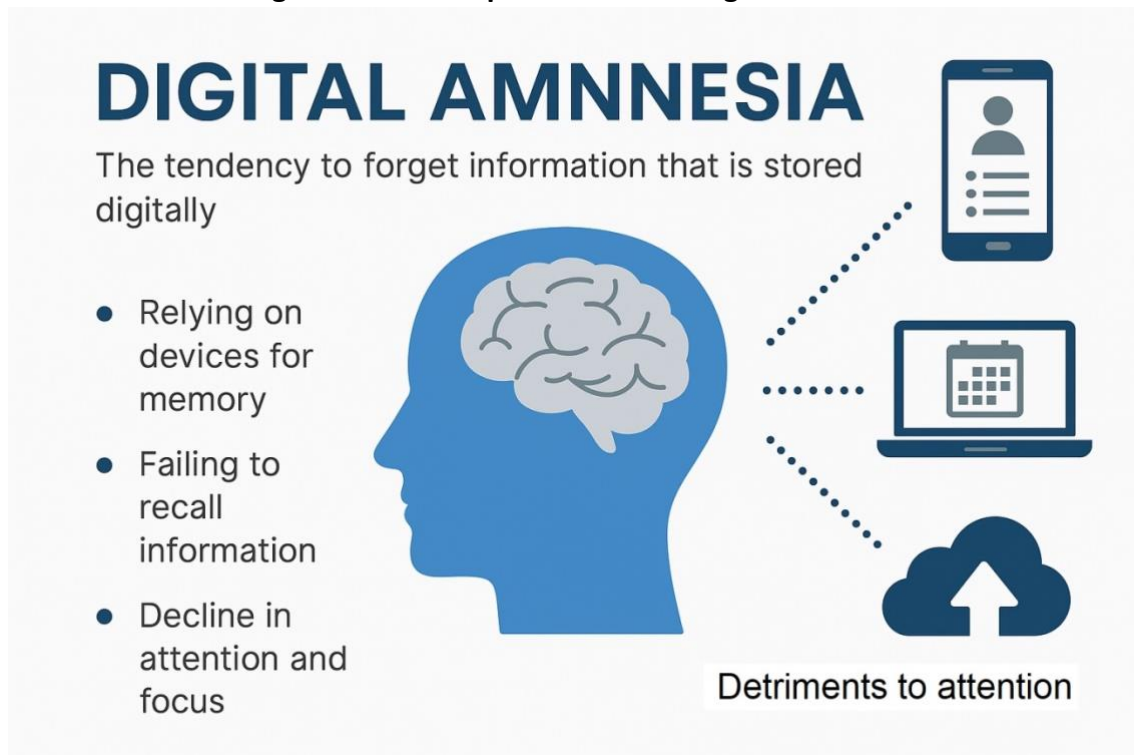 DIGITAL AMNNESIA
The tendency to forget information that is stored
digitally
Relying on
devices for
memory
Failing to
recall
information
Decline in
attention and
focus
Detriments to attention